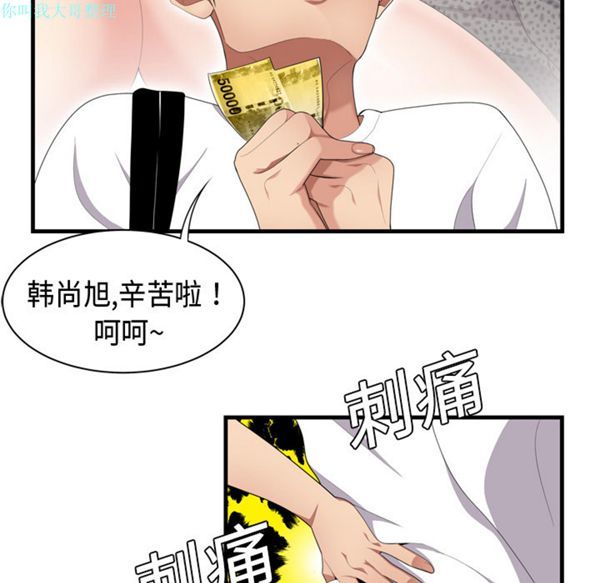 你叫我大哥整理
50000
韩尚旭,辛苦啦！
呵呵~
刺痛
刺痛